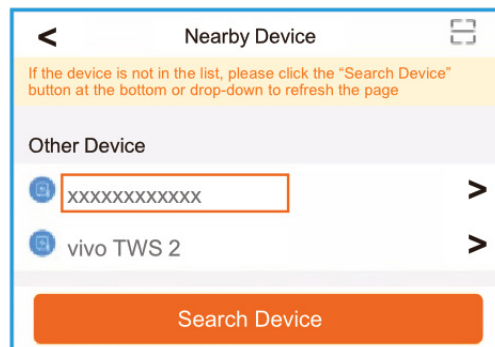 < Nearby Device
If the device is not in the list, please click the “Search Device”
button at the bottom or drop-down to refresh the page
Other Device
xxxxxxxxxxxx >
vivo TWS 2 >
Search Device